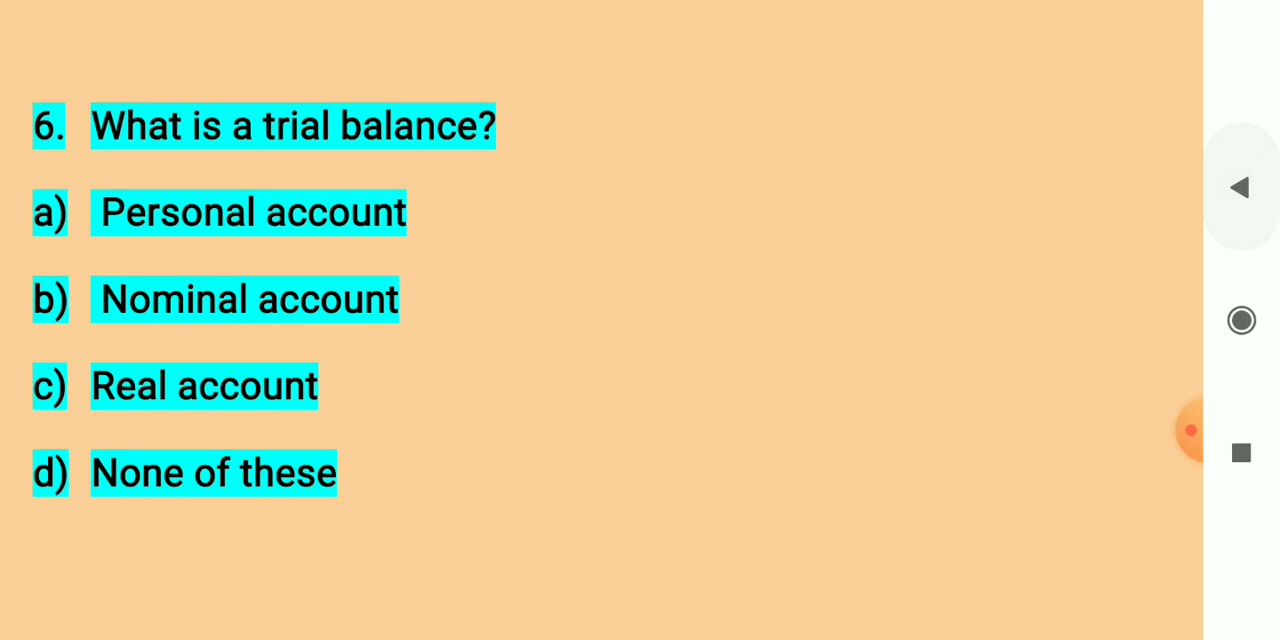 6. What is a trial balance?
a) Personal account
b) Nominal account
c) Real account
d) None of these